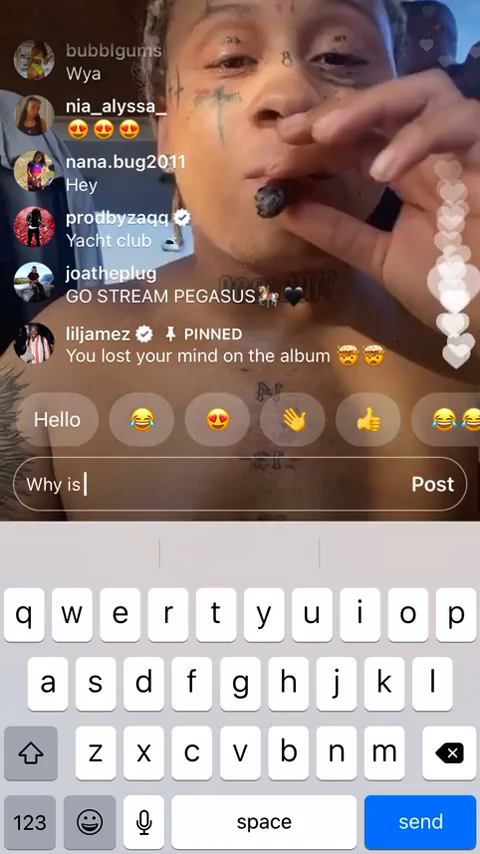 bubblgums
Wya
nia_alyssa_
😍😍😍
nana.bug2011
Hey
prodbyzaqq
Yacht club 🚤
joatheplug
GO STREAM PEGASUS🎠🖤
liljamez PINNED
You lost your mind on the album 🤯🤯
Hello 😂 😍 👋 👍 😂😂
Why is Post
q w e r t y u i o p
a s d f g h j k l
z x c v b n m
123 space send